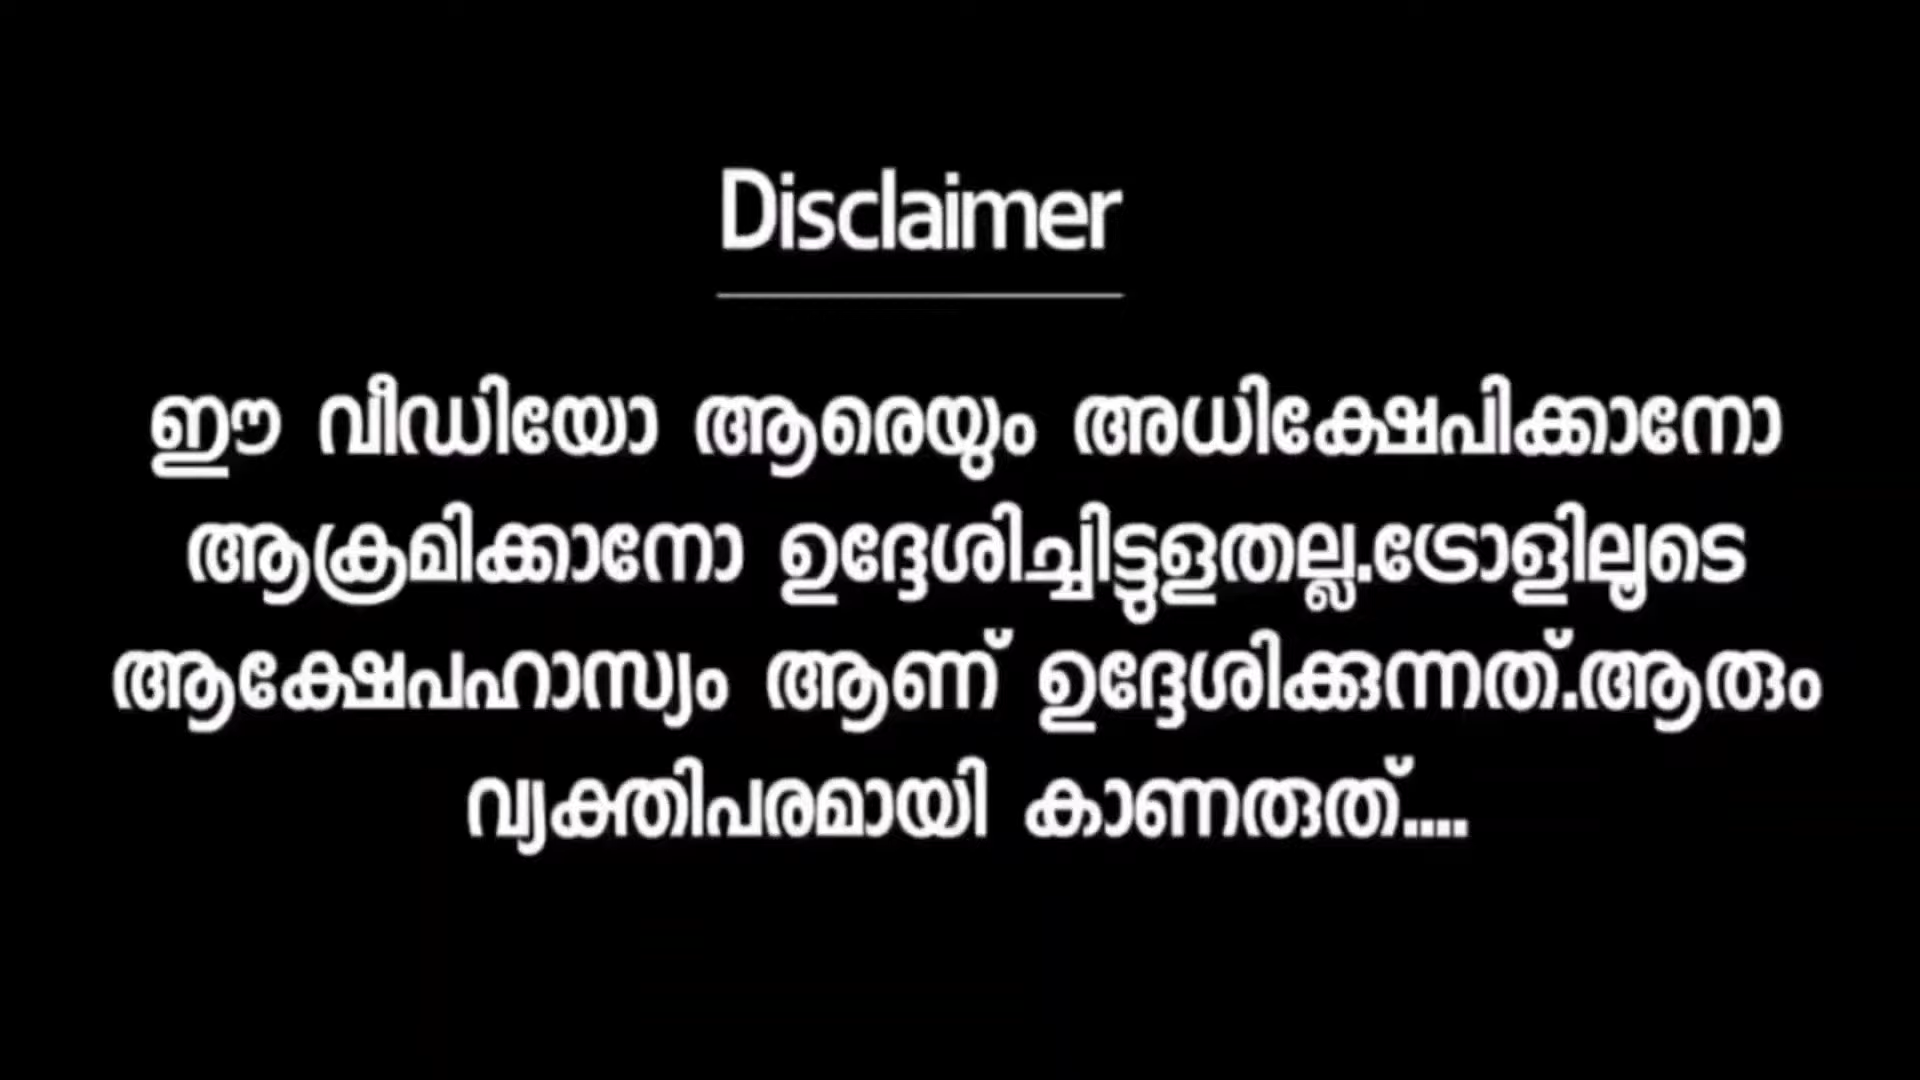 Disclaimer
ഈ വീഡിയോ ആരെയും അധിക്ഷേപിക്കാനോ
ആക്രമിക്കാനോ ഉദ്ദേശിച്ചിട്ടുളതല്ല.ട്രോളിലൂടെ
ആക്ഷേപഹാസ്യം ആണ് ഉദ്ദേശിക്കുന്നത്.ആരും
വ്യക്തിപരമായി കാണരുത്....